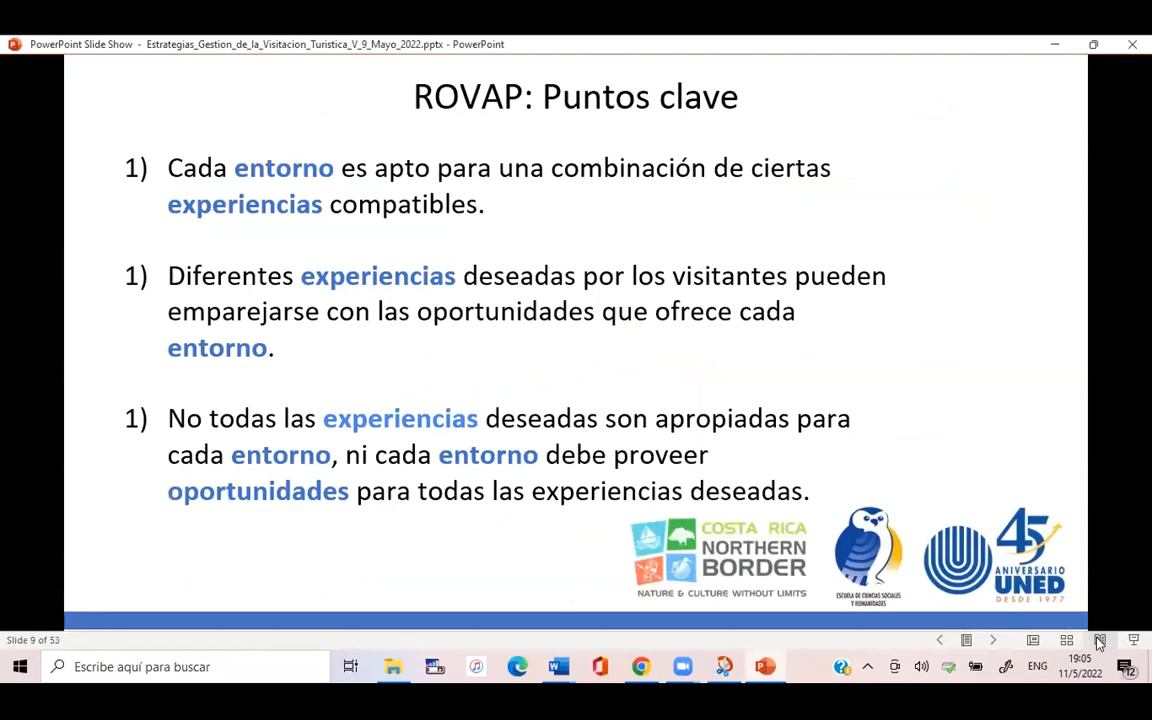 PowerPoint Slide Show - Estrategias_Gestion_de_la_Visitacion_Turistica_V_9_Mayo_2022.pptx - PowerPoint
ROVAP: Puntos clave
1) Cada entorno es apto para una combinación de ciertas
experiencias compatibles.
1) Diferentes experiencias deseadas por los visitantes pueden
emparejarse con las oportunidades que ofrece cada
entorno.
1) No todas las experiencias deseadas son apropiadas para
cada entorno, ni cada entorno debe proveer
oportunidades para todas las experiencias deseadas.
COSTA RICA
NORTHERN
BORDER
NATURE & CULTURE WITHOUT LIMITS
ESCUELA DE CIENCIAS SOCIALES
Y HUMANIDADES
45
ANIVERSARIO
UNED
DESDE 1977
Slide 9 of 53
Escribe aquí para buscar
ENG
19:05
11/5/2022
12